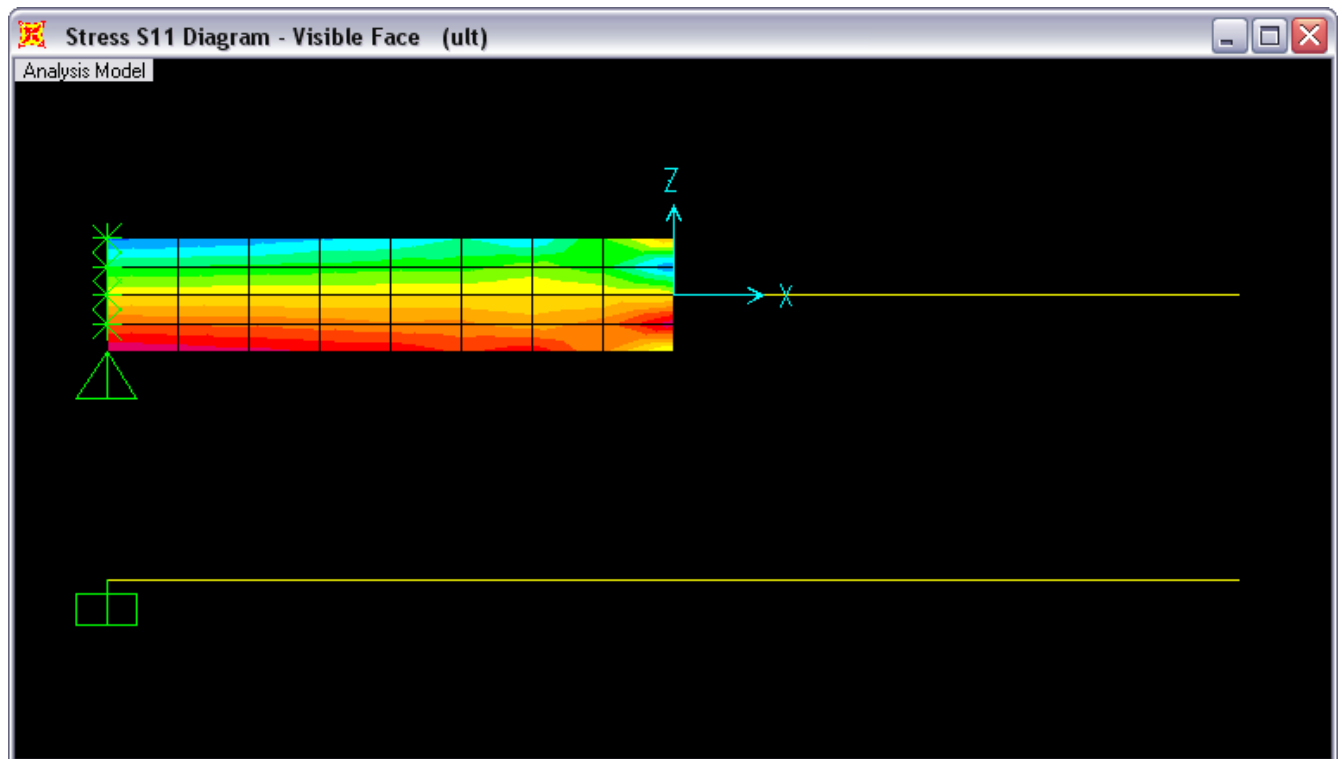 Stress S11 Diagram - Visible Face (ult)
Analysis Model
Z
X